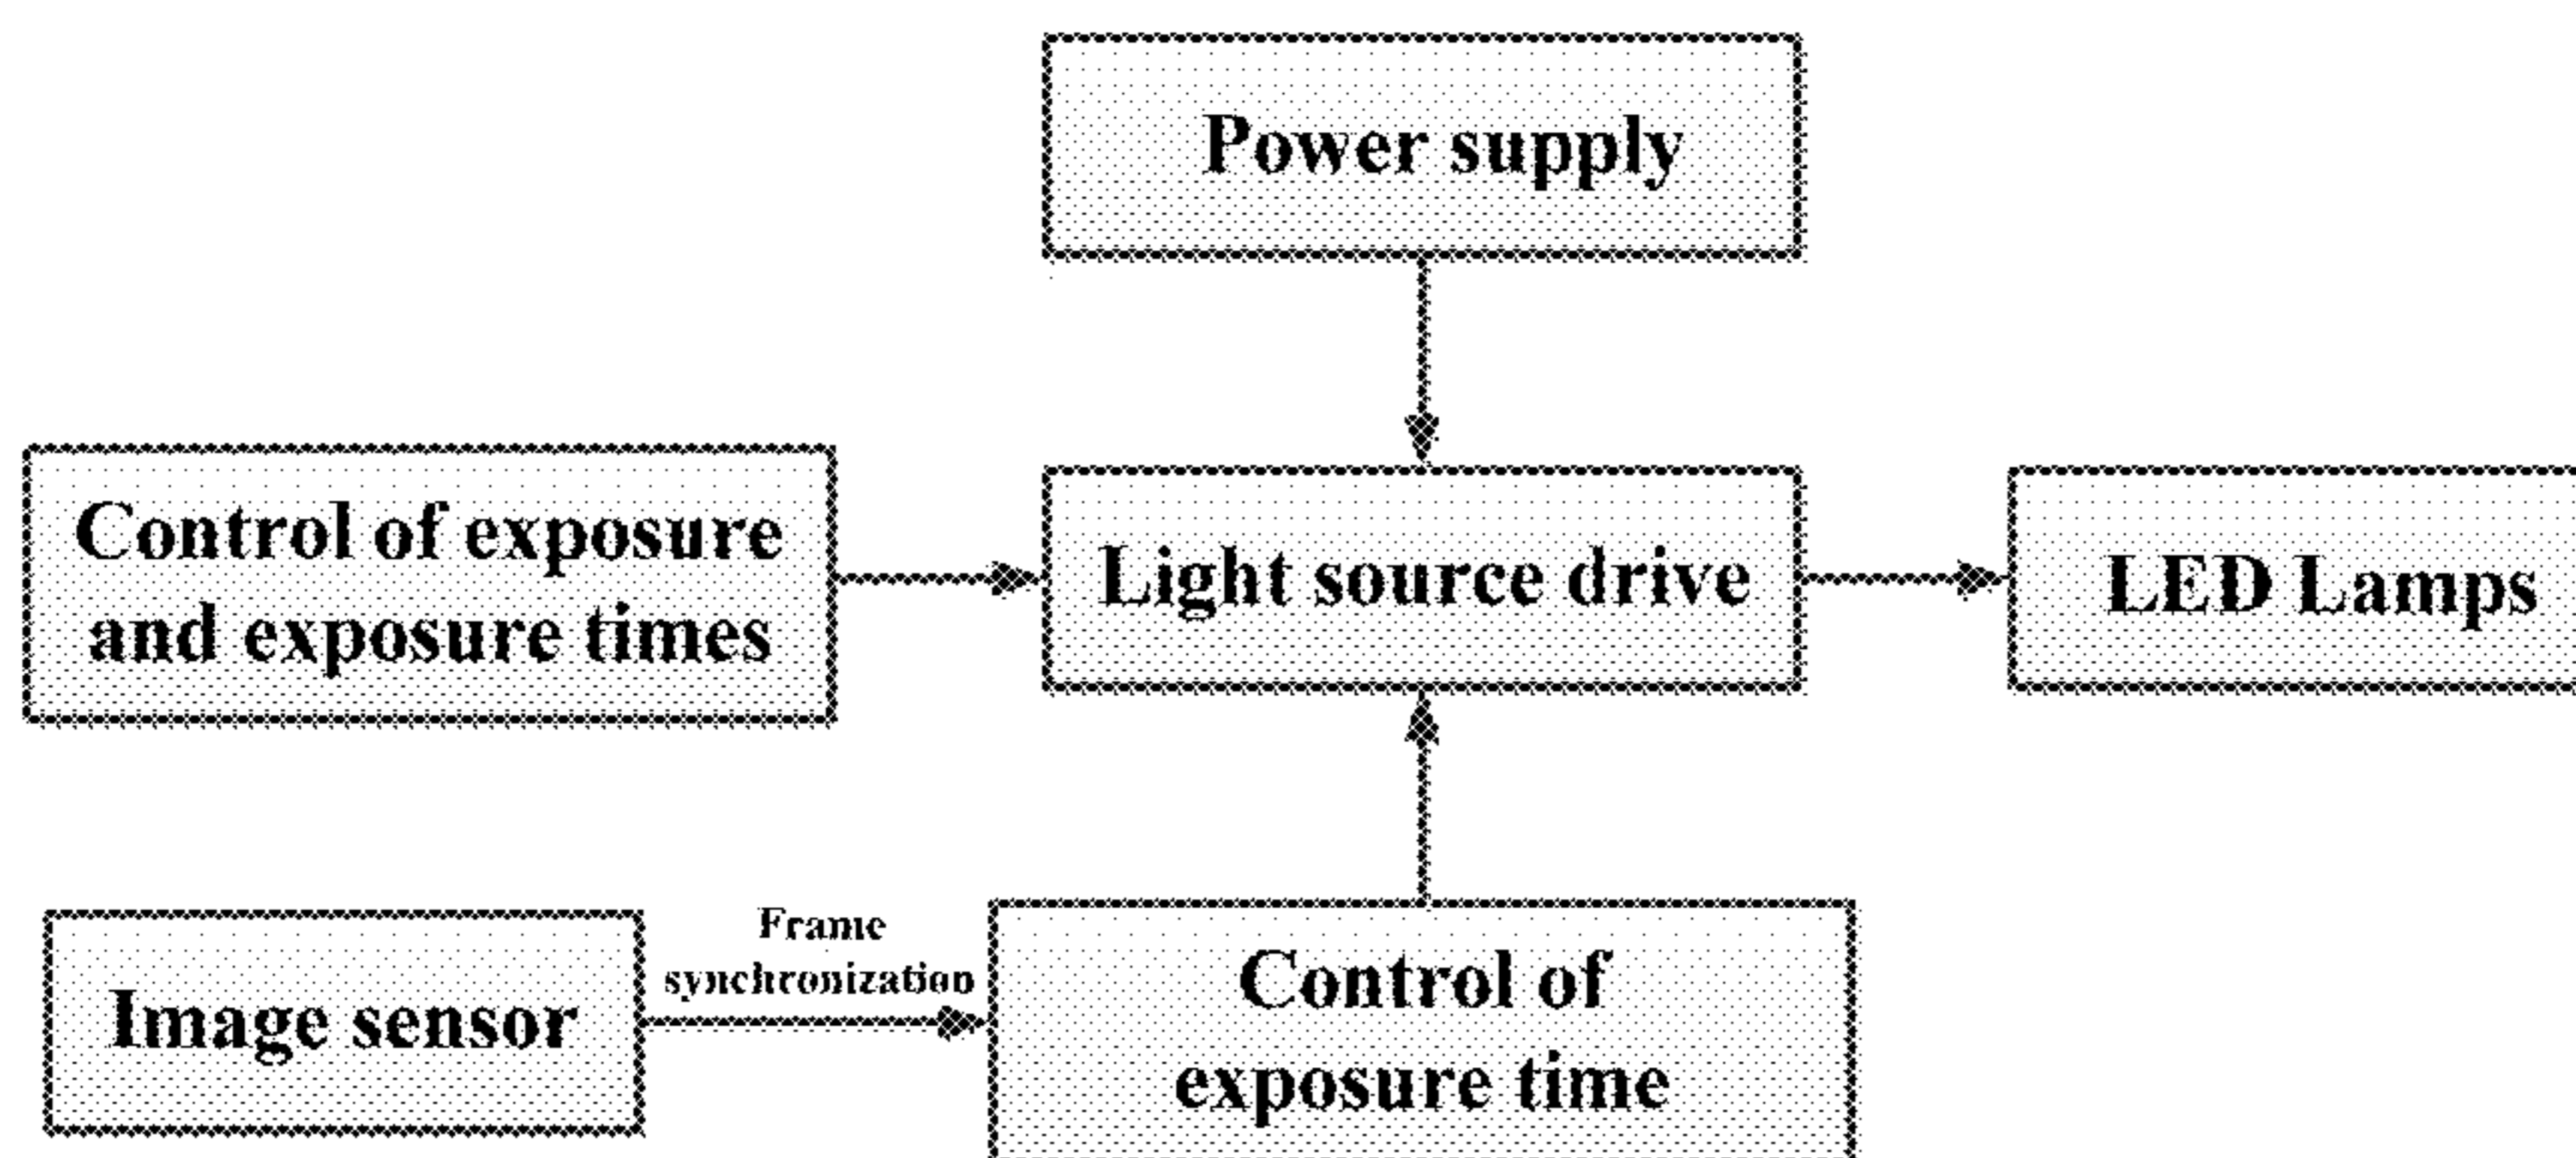 Power supply
Control of exposure
and exposure times
Light source drive
LED Lamps
Image sensor
Frame
synchronization
Control of
exposure time